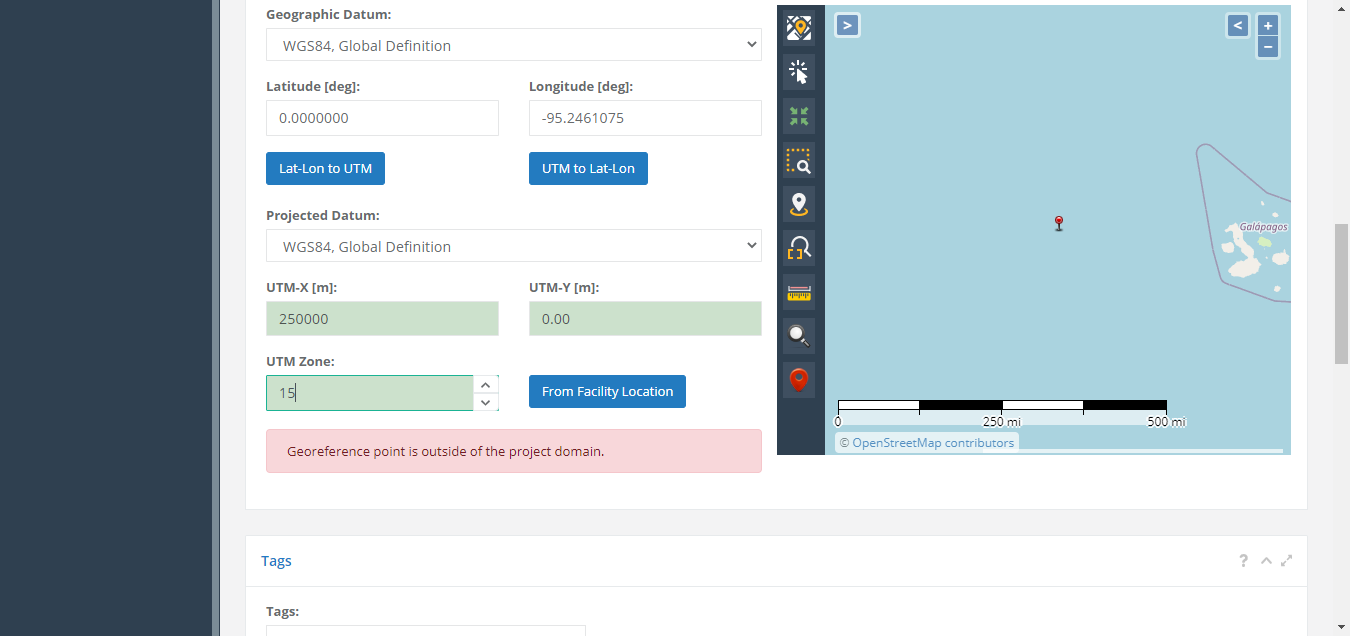 Geographic Datum:
WGS84, Global Definition
Latitude [deg]:
Longitude [deg]:
0.0000000
-95.2461075
Lat-Lon to UTM
UTM to Lat-Lon
Projected Datum:
WGS84, Global Definition
UTM-X [m]:
UTM-Y [m]:
250000
0.00
UTM Zone:
15
From Facility Location
Georeference point is outside of the project domain.
>
<
+
−
Galápagos
0
250 mi
500 mi
© OpenStreetMap contributors
Tags
?
Tags: